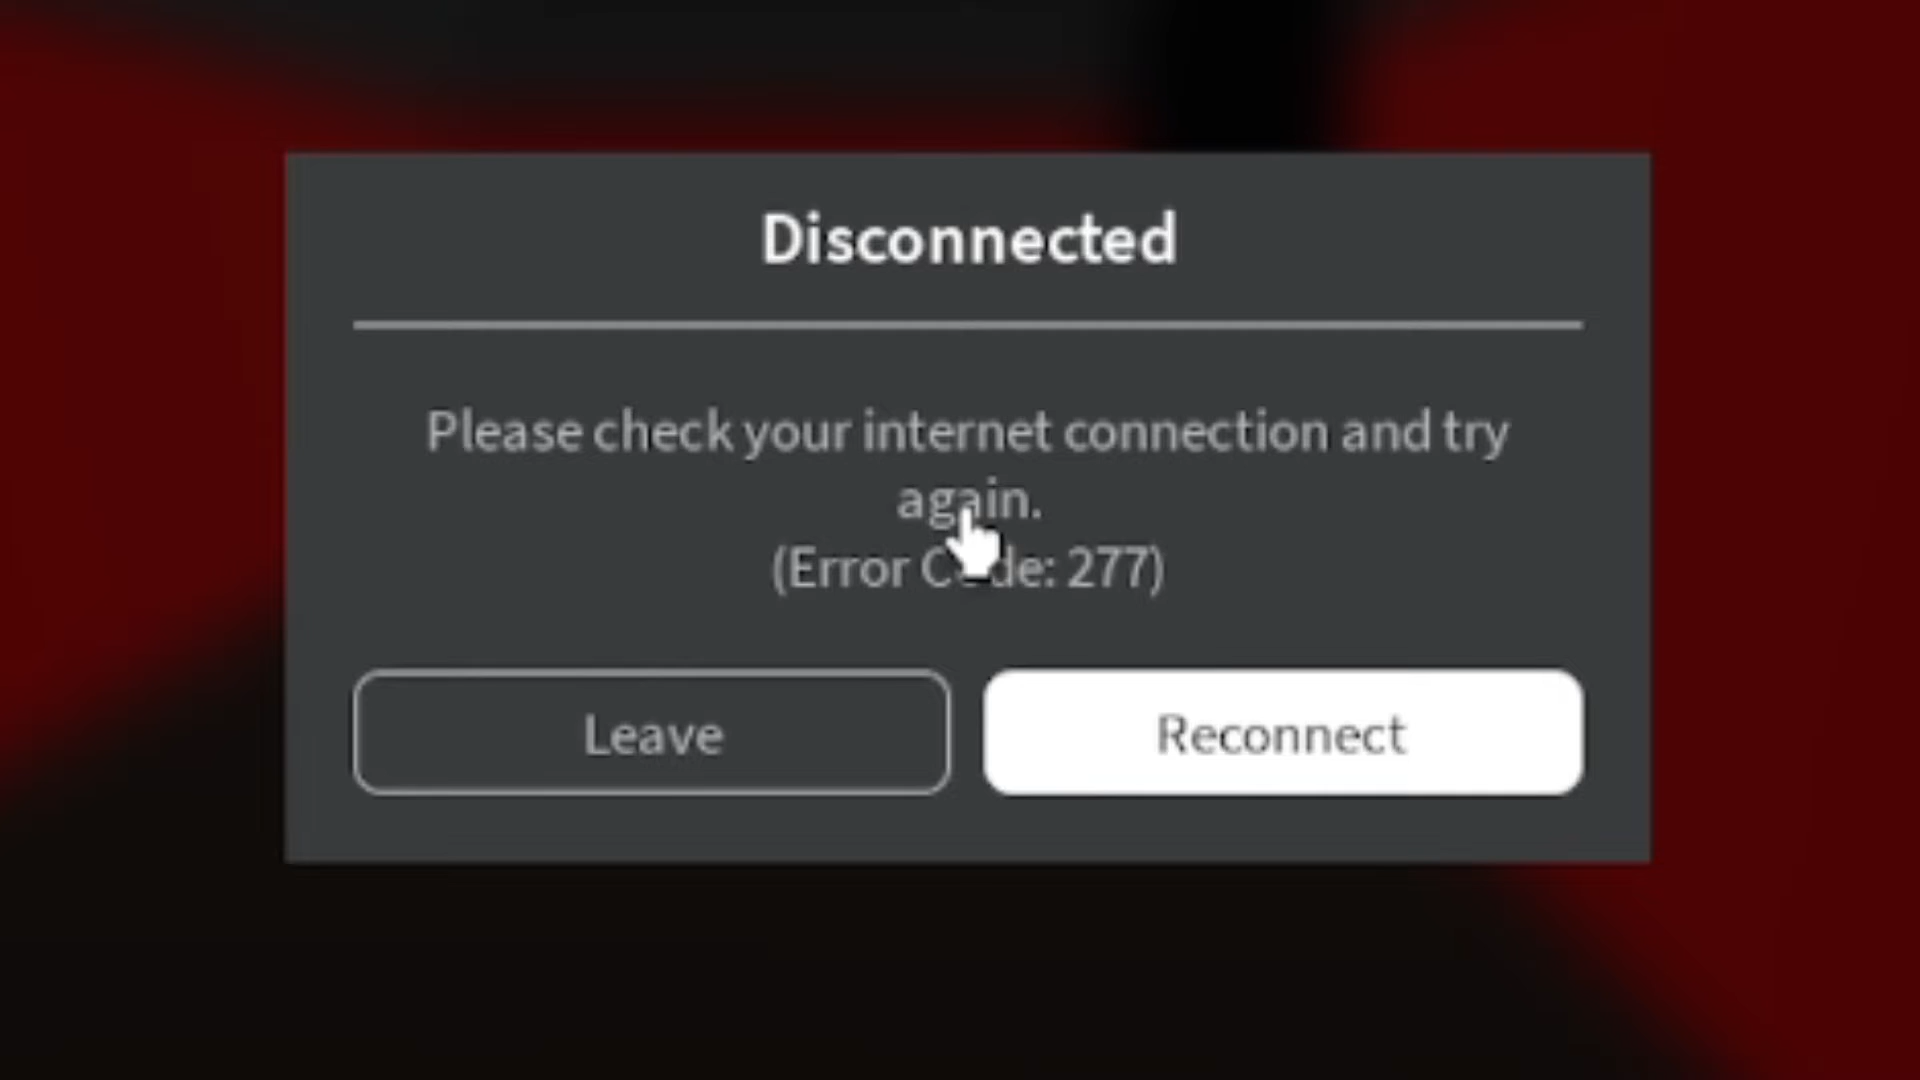 Disconnected
Please check your internet connection and try
again.
(Error Code: 277)
Leave
Reconnect